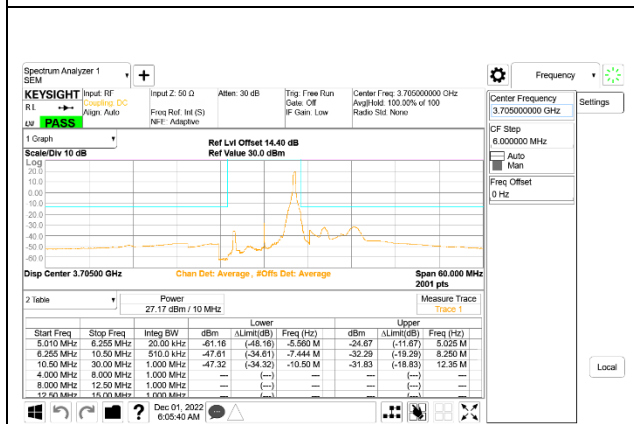 Spectrum Analyzer 1
SEM
+
Frequency
KEYSIGHT
R L
PASS
Input: RF
Coupling: DC
Align: Auto
Input Z: 50 Ω
Freq Ref: Int (S)
NFE: Adaptive
Atten: 30 dB
Trig: Free Run
Gate: Off
IF Gain: Low
Center Freq: 3.705000000 GHz
Avg|Hold: 100.00% of 100
Radio Std: None
Center Frequency
3.705000000 GHz
Settings
CF Step
6.000000 MHz
Auto
Man
Freq Offset
0 Hz
1 Graph
Scale/Div 10 dB
Ref Lvl Offset 14.40 dB
Ref Value 30.0 dBm
Log
20.0
10.0
0.00
-10.0
-20.0
-30.0
-40.0
-50.0
-60.0
Disp Center 3.70500 GHz
Chan Det: Average , #Offs Det: Average
Span 60.000 MHz
2001 pts
2 Table
Power
27.17 dBm / 10 MHz
Measure Trace
Trace 1
Lower Upper
Start Freq Stop Freq Integ BW dBm ΔLimit(dB) Freq (Hz) dBm ΔLimit(dB) Freq (Hz)
5.010 MHz 6.255 MHz 20.00 kHz -61.16 (-48.16) -5.560 M -24.67 (-11.67) 5.025 M
6.255 MHz 10.50 MHz 510.0 kHz -47.61 (-34.61) -7.444 M -32.29 (-19.29) 8.250 M
10.50 MHz 30.00 MHz 1.000 MHz -47.32 (-34.32) -10.50 M -31.83 (-18.83) 12.35 M
4.000 MHz 8.000 MHz 1.000 MHz --- (---) --- --- (---) ---
8.000 MHz 12.50 MHz 1.000 MHz --- (---) --- --- (---) ---
12.50 MHz 15.00 MHz 1.000 MHz --- (---) --- --- (---) ---
Local
?
Dec 01, 2022
6:05:40 AM